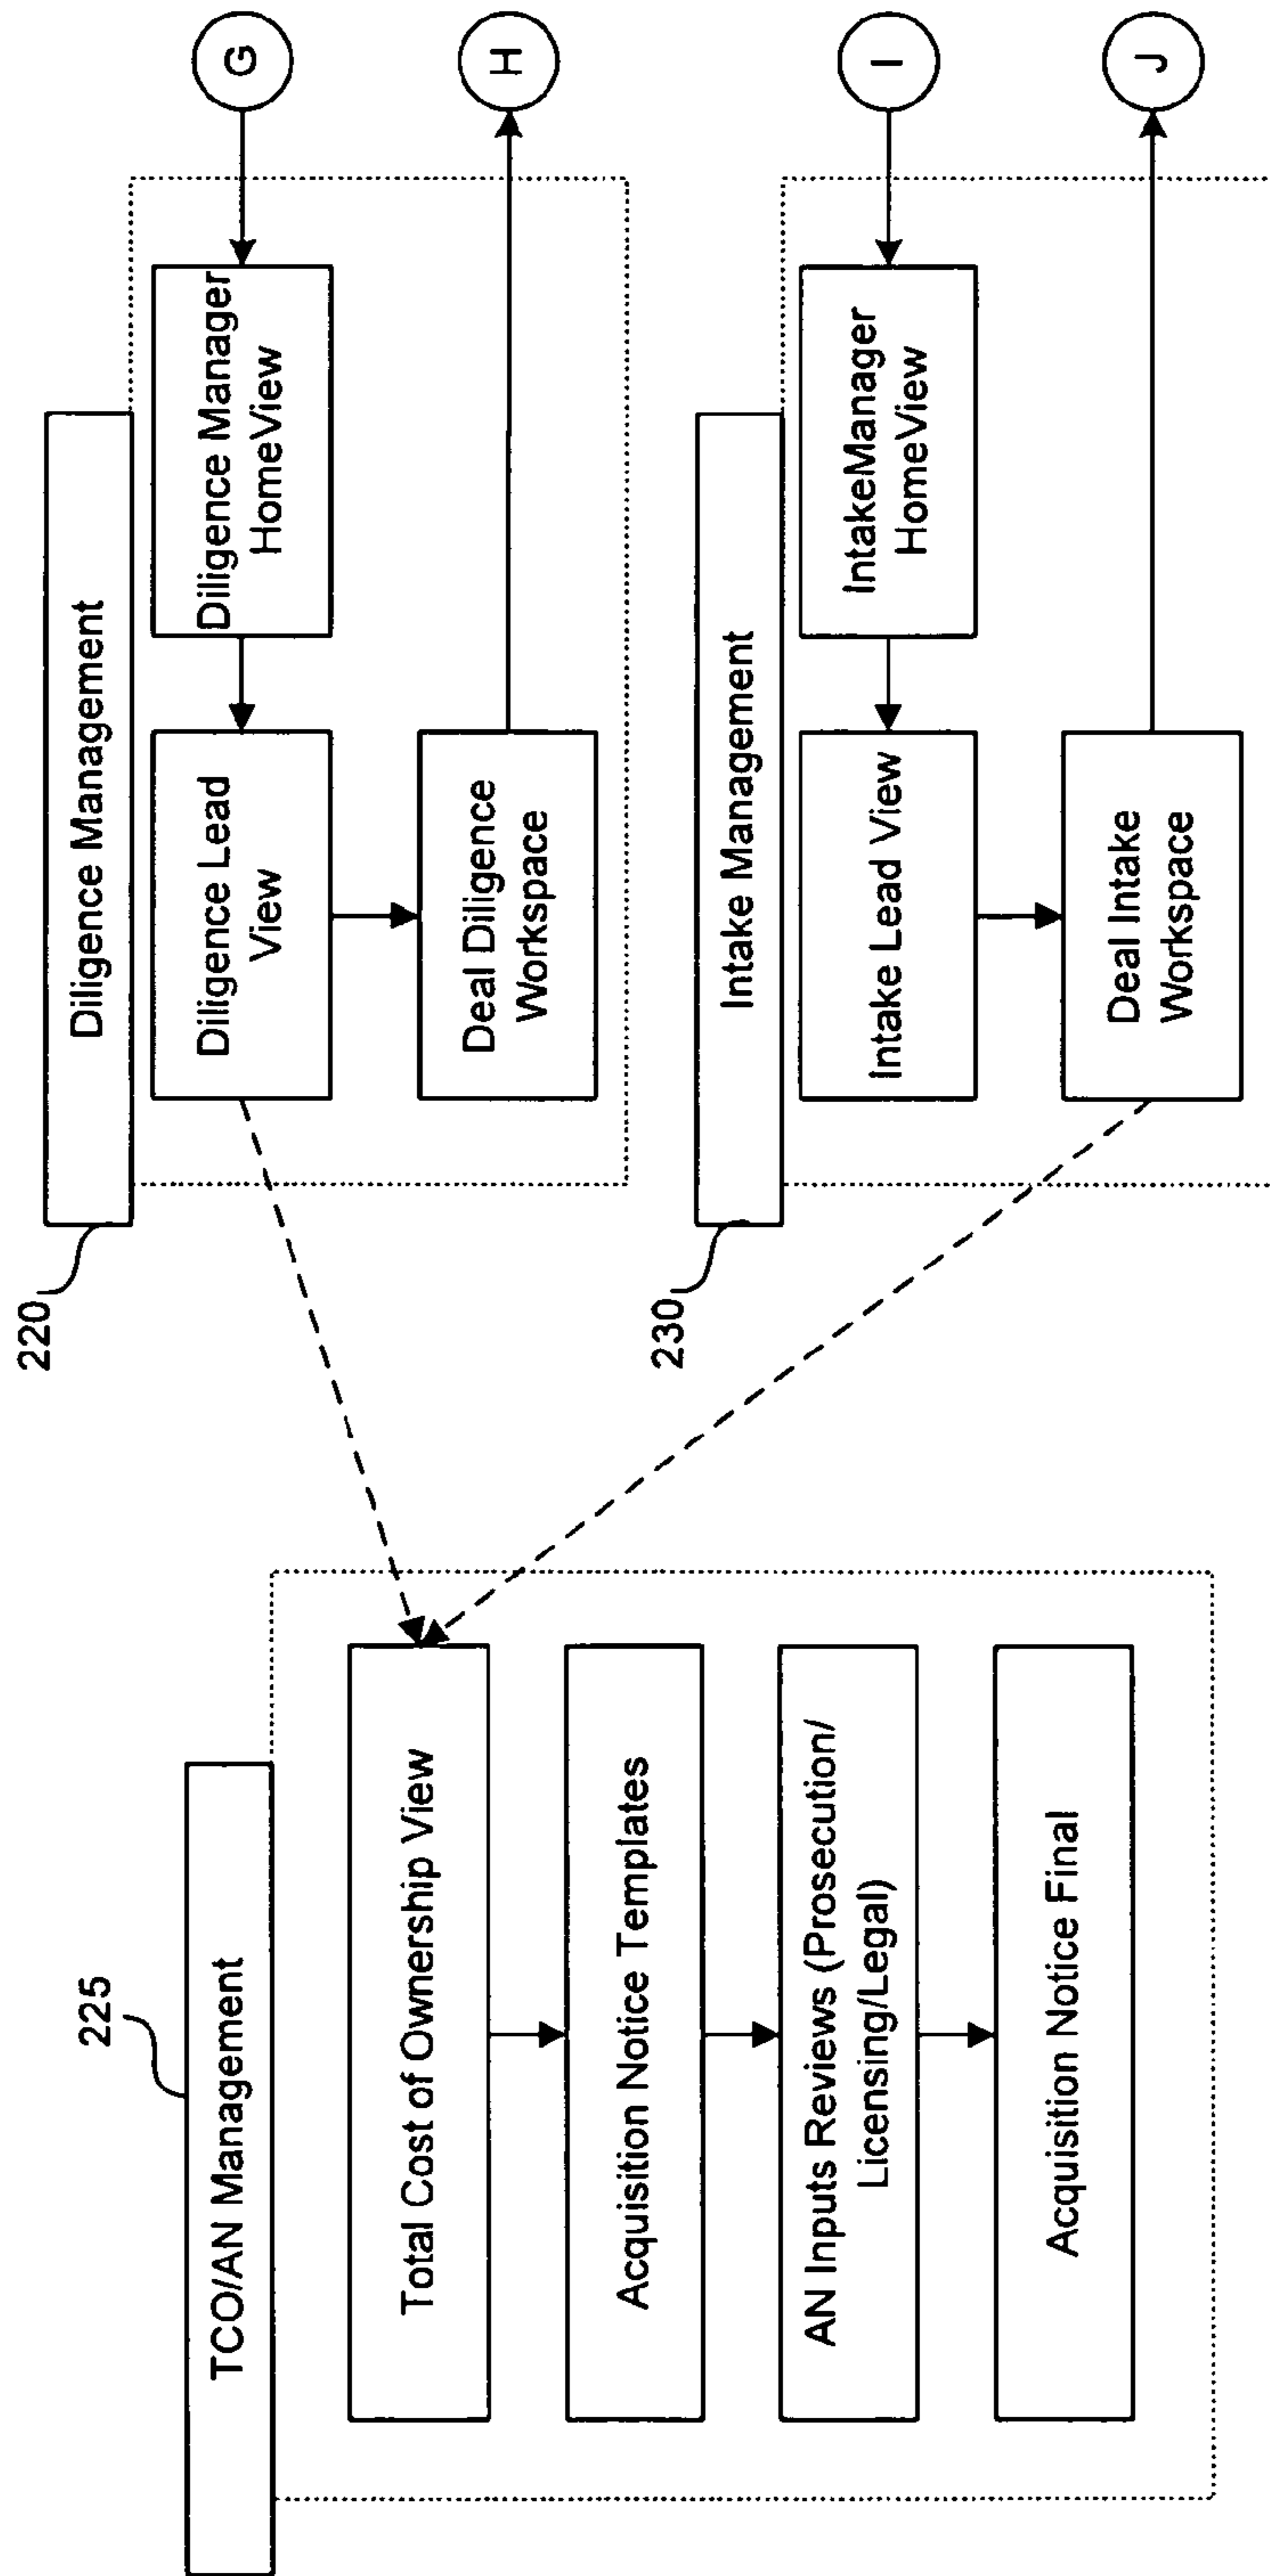 225
TCO/AN Management
Total Cost of Ownership View
Acquisition Notice Templates
AN Inputs Reviews (Prosecution/
Licensing/Legal)
Acquisition Notice Final
220
Diligence Management
Diligence Lead
View
Diligence Manager
HomeView
G
Deal Diligence
Workspace
H
230
Intake Management
Intake Lead View
IntakeManager
HomeView
I
Deal Intake
Workspace
J